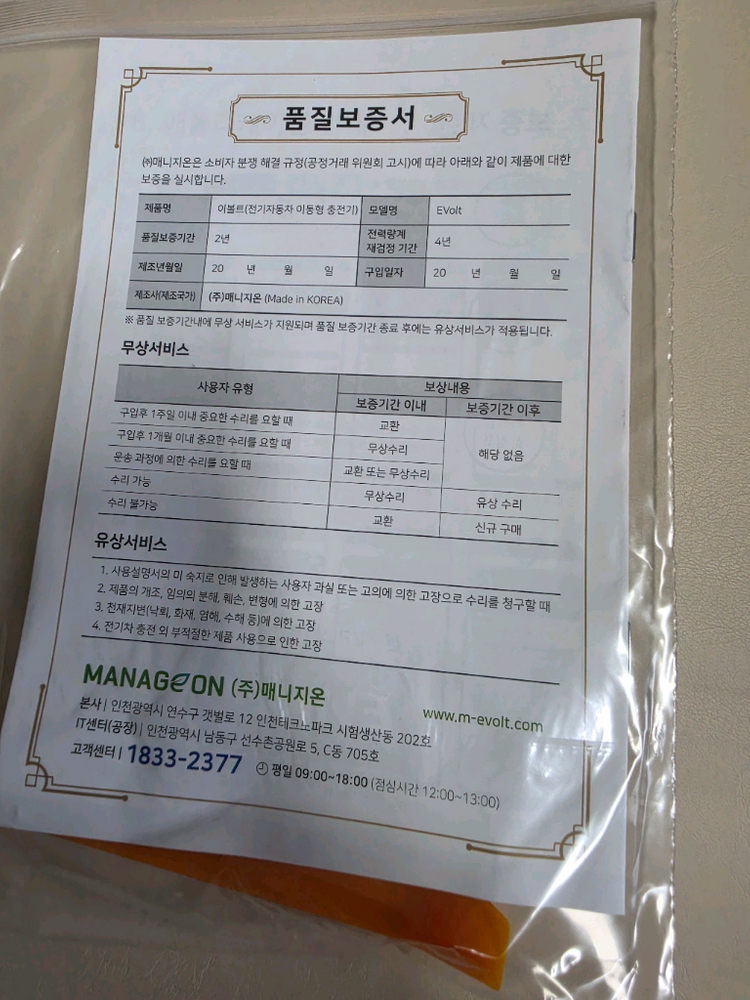 품질보증서
㈜매니지온은 소비자 분쟁 해결 규정(공정거래 위원회 고시)에 따라 아래와 같이 제품에 대한
보증을 실시합니다.
제품명 이볼트(전기자동차 이동형 충전기) 모델명 EVolt
품질보증기간 2년 전력량계 재검정 기간 4년
제조년월일 20 년 월 일 구입일자 20 년 월 일
제조사(제조국가) (주)매니지온 (Made in KOREA)
※ 품질 보증기간내에 무상 서비스가 지원되며 품질 보증기간 종료 후에는 유상서비스가 적용됩니다.
무상서비스
사용자 유형 보상내용
보증기간 이내 보증기간 이후
구입후 1주일 이내 중요한 수리를 요할 때 교환
구입후 1개월 이내 중요한 수리를 요할 때 무상수리 해당 없음
운송 과정에 의한 수리를 요할 때 교환 또는 무상수리
수리 가능 무상수리 유상 수리
수리 불가능 교환 신규 구매
유상서비스
1. 사용설명서의 미 숙지로 인해 발생하는 사용자 과실 또는 고의에 의한 고장으로 수리를 청구할 때
2. 제품의 개조, 임의의 분해, 훼손, 변형에 의한 고장
3. 천재지변(낙뢰, 화재, 염해, 수해 등)에 의한 고장
4. 전기차 충전 외 부적절한 제품 사용으로 인한 고장
MANAGEON (주)매니지온
www.m-evolt.com
본사 | 인천광역시 연수구 갯벌로 12 인천테크노파크 시험생산동 202호
IT센터(공장) | 인천광역시 남동구 선수촌공원로 5, C동 705호
고객센터 | 1833-2377 평일 09:00~18:00 (점심시간 12:00~13:00)